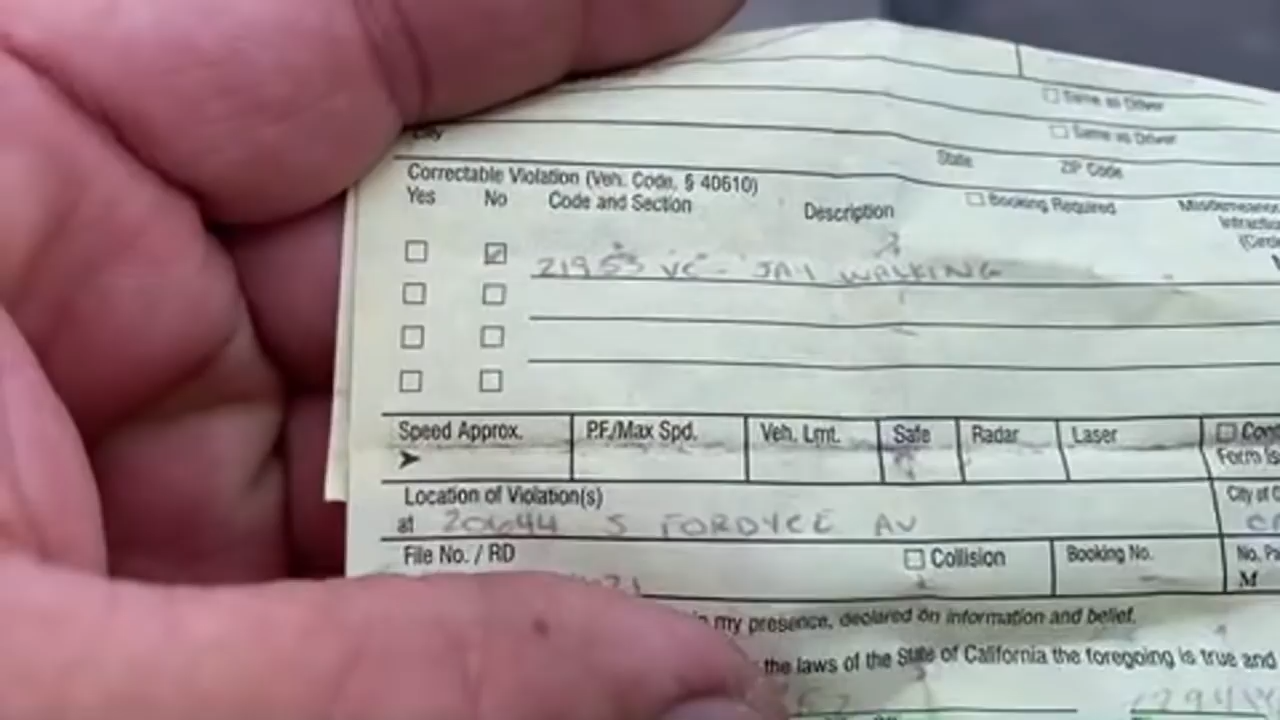 Same as Driver
Same as Driver
City State ZIP Code
Correctable Violation (Veh. Code, § 40610) Booking Required
Yes No Code and Section Description
21953 VC - JAY WALKING
Speed Approx. P.F./Max Spd. Veh. Lmt. Safe Radar Laser
Location of Violation(s)
at 20644 S FORDYCE AV
File No. / RD Collision Booking No.
M
my presence, declared on information and belief.
the laws of the State of California the foregoing is true and